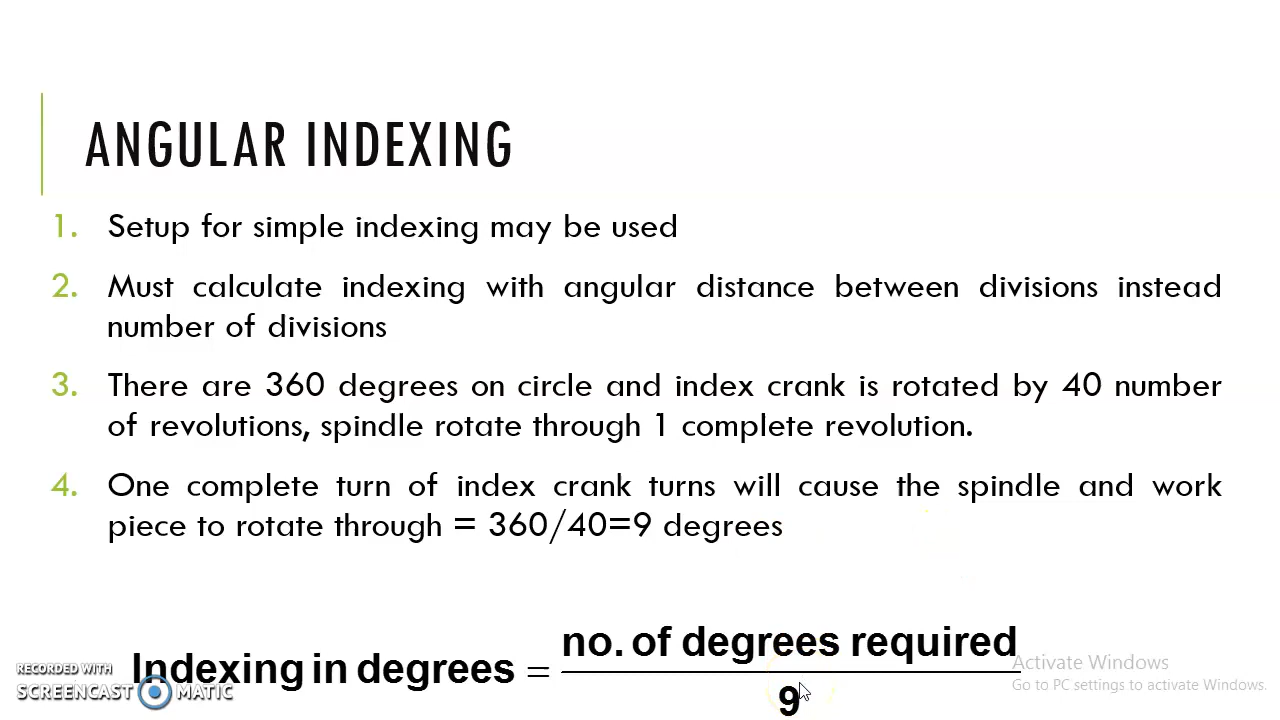 ANGULAR INDEXING
1. Setup for simple indexing may be used
2. Must calculate indexing with angular distance between divisions instead
number of divisions
3. There are 360 degrees on circle and index crank is rotated by 40 number
of revolutions, spindle rotate through 1 complete revolution.
4. One complete turn of index crank turns will cause the spindle and work
piece to rotate through = 360/40=9 degrees
no. of degrees required
Indexing in degrees =
9
Activate Windows
Go to PC settings to activate Windows.
RECORDED WITH
SCREENCAST MATIC